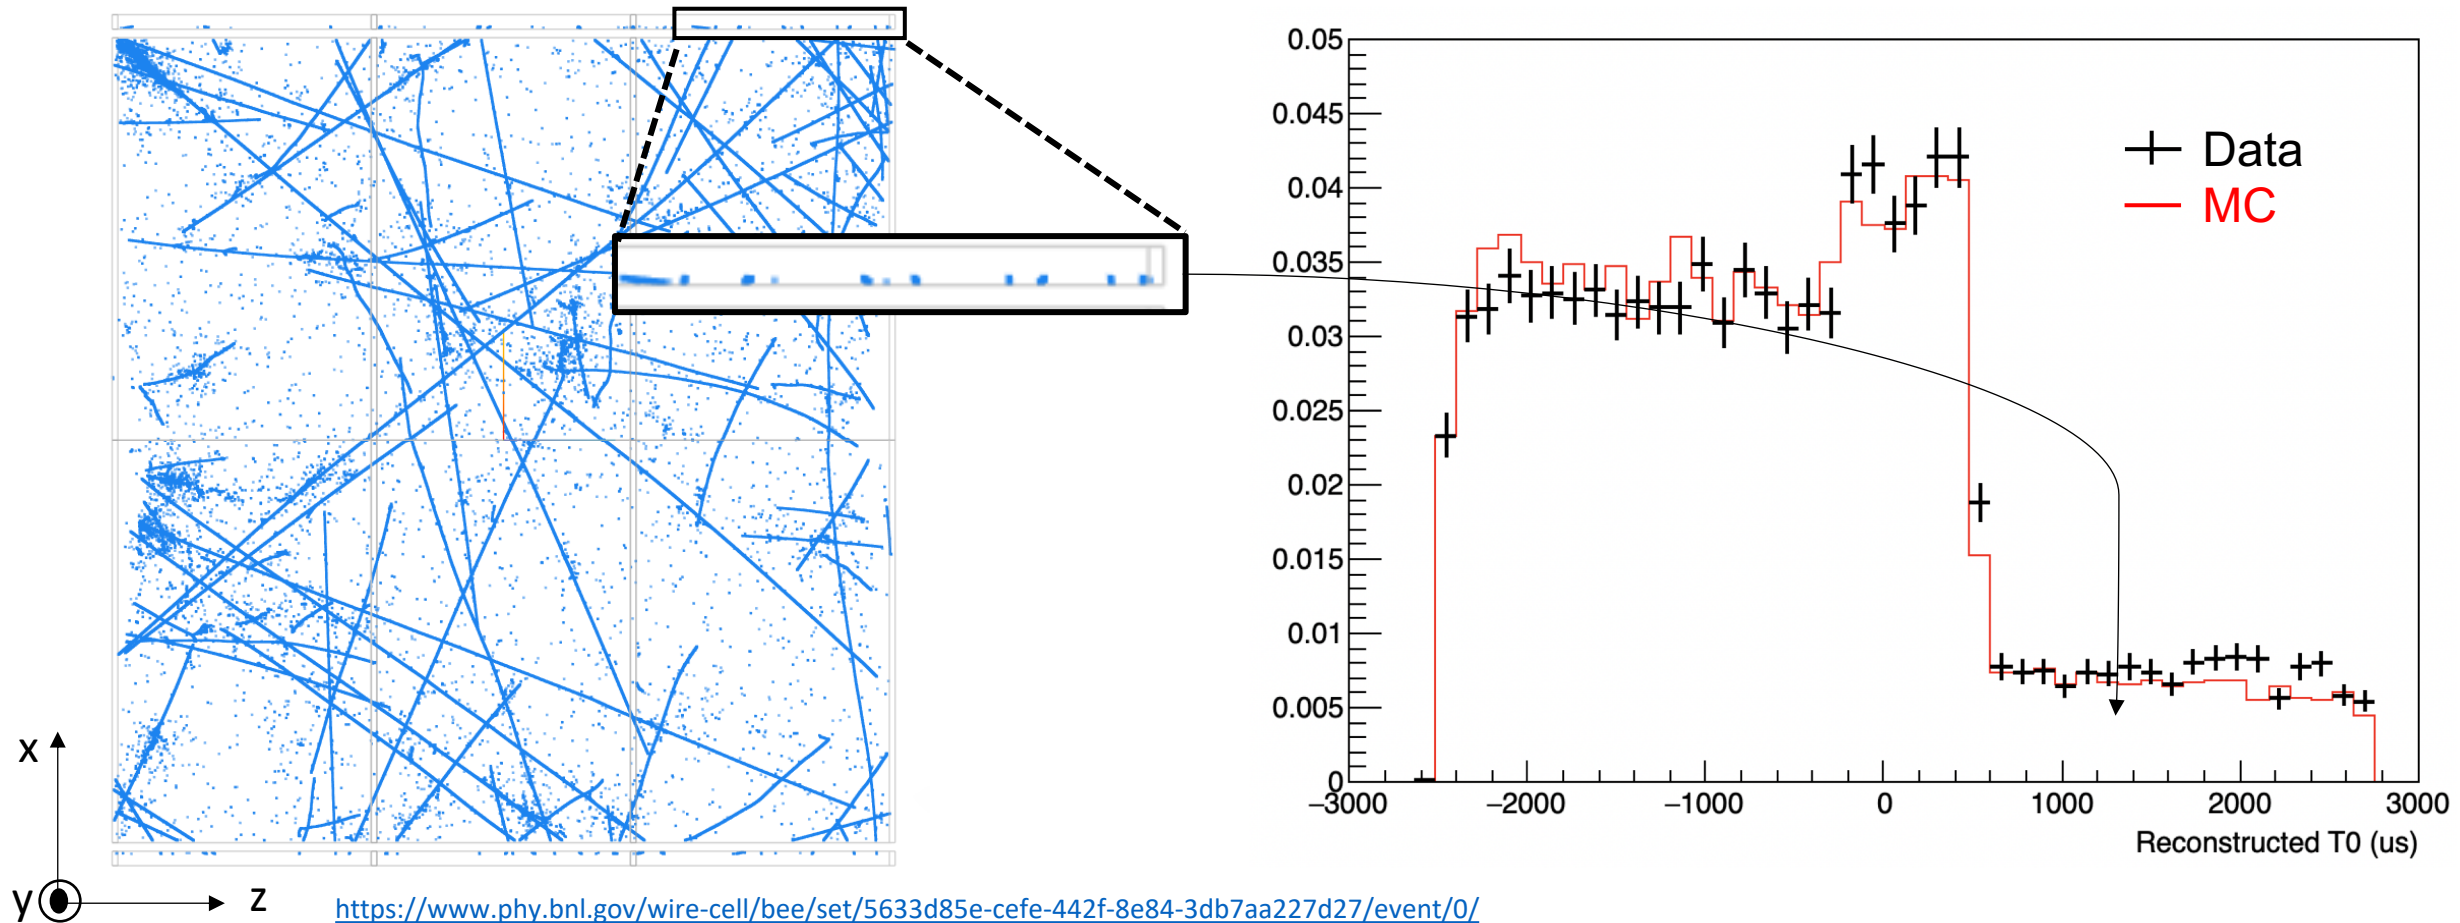 0.05
0.045
0.04
0.035
0.03
0.025
0.02
0.015
0.01
0.005
0
−3000 −2000 −1000 0 1000 2000 3000
Reconstructed T0 (us)
Data
MC
x
y z
https://www.phy.bnl.gov/wire-cell/bee/set/5633d85e-cefe-442f-8e84-3db7aa227d27/event/0/